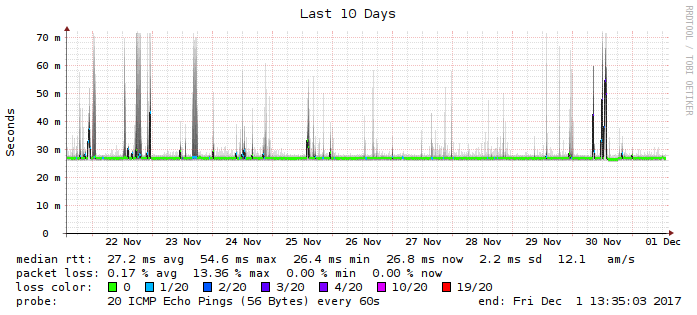 Last 10 Days
RRDTOOL / TOBI OETIKER
Seconds
70 m
60 m
50 m
40 m
30 m
20 m
10 m
0
22 Nov 23 Nov 24 Nov 25 Nov 26 Nov 27 Nov 28 Nov 29 Nov 30 Nov 01 Dec
median rtt: 27.2 ms avg 54.6 ms max 26.4 ms min 26.8 ms now 2.2 ms sd 12.1 am/s
packet loss: 0.17 % avg 13.36 % max 0.00 % min 0.00 % now
loss color: 0 1/20 2/20 3/20 4/20 10/20 19/20
probe: 20 ICMP Echo Pings (56 Bytes) every 60s end: Fri Dec 1 13:35:03 2017